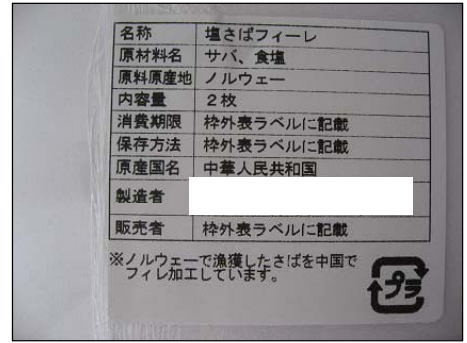 名称 塩さばフィーレ
原材料名 サバ、食塩
原料原産地 ノルウェー
内容量 2枚
消費期限 枠外表ラベルに記載
保存方法 枠外表ラベルに記載
原産国名 中華人民共和国
製造者
販売者 枠外表ラベルに記載
※ノルウェーで漁獲したさばを中国で
フィレ加工しています。
プラ